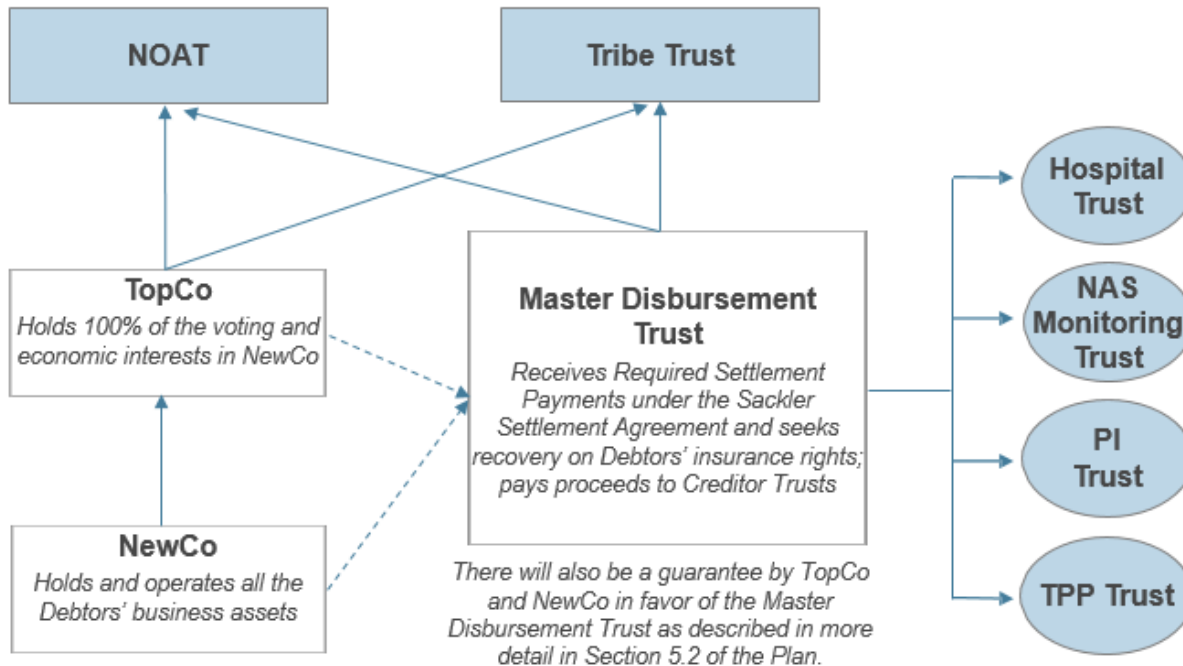 NOAT
Tribe Trust
TopCo
Holds 100% of the voting and
economic interests in NewCo
NewCo
Holds and operates all the
Debtors' business assets
Master Disbursement
Trust
Receives Required Settlement
Payments under the Sackler
Settlement Agreement and seeks
recovery on Debtors' insurance rights;
pays proceeds to Creditor Trusts
There will also be a guarantee by TopCo
and NewCo in favor of the Master
Disbursement Trust as described in more
detail in Section 5.2 of the Plan.
Hospital
Trust
NAS
Monitoring
Trust
PI
Trust
TPP Trust